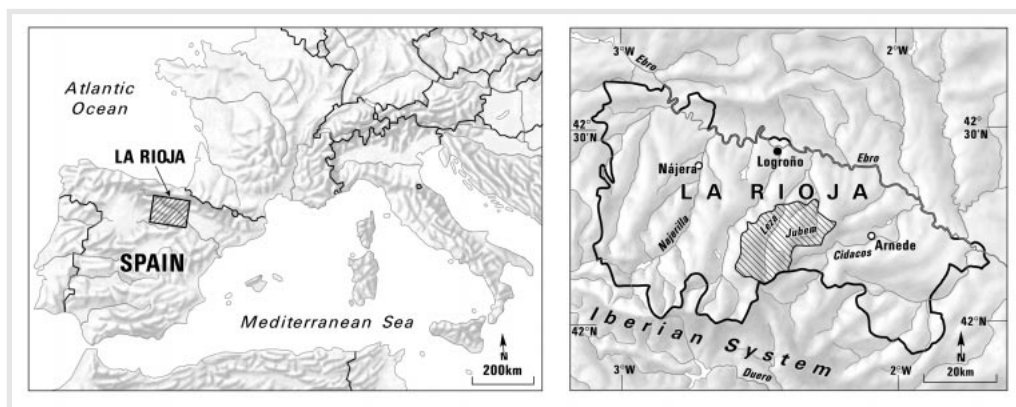 Atlantic
Ocean
LA RIOJA
SPAIN
Mediterranean Sea
N
200km
3°W
2°W
Ebro
42°
30'N
42°
30'N
Logroño
Ebro
Nájera
LA RIOJA
Leza
Jubem
Najerilla
Arnede
Cidacos
42°N
42°N
Iberian System
Duero
N
20km
3°W
2°W